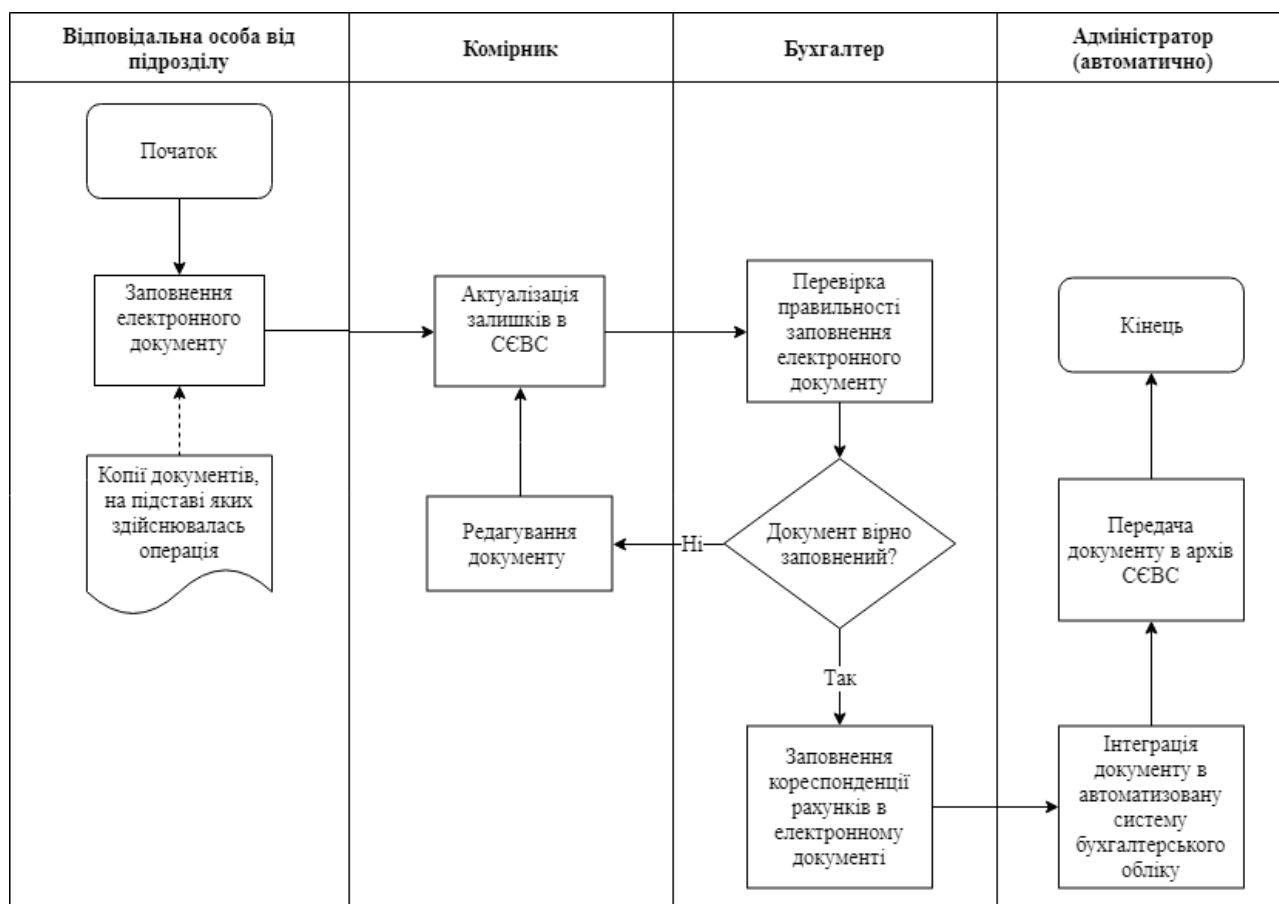 Відповідальна особа від
підрозділу
Комірник
Бухгалтер
Адміністратор
(автоматично)
Початок
Заповнення
електронного
документу
Копії документів,
на підставі яких
здійснювалась
операція
Актуалізація
залишків в
СЄВС
Редагування
документу
Перевірка
правильності
заповнення
електронного
документу
Документ вірно
заповнений?
Ні
Так
Заповнення
кореспонденції
рахунків в
електронному
документі
Інтеграція
документу в
автоматизовану
систему
бухгалтерського
обліку
Передача
документу в архів
СЄВС
Кінець